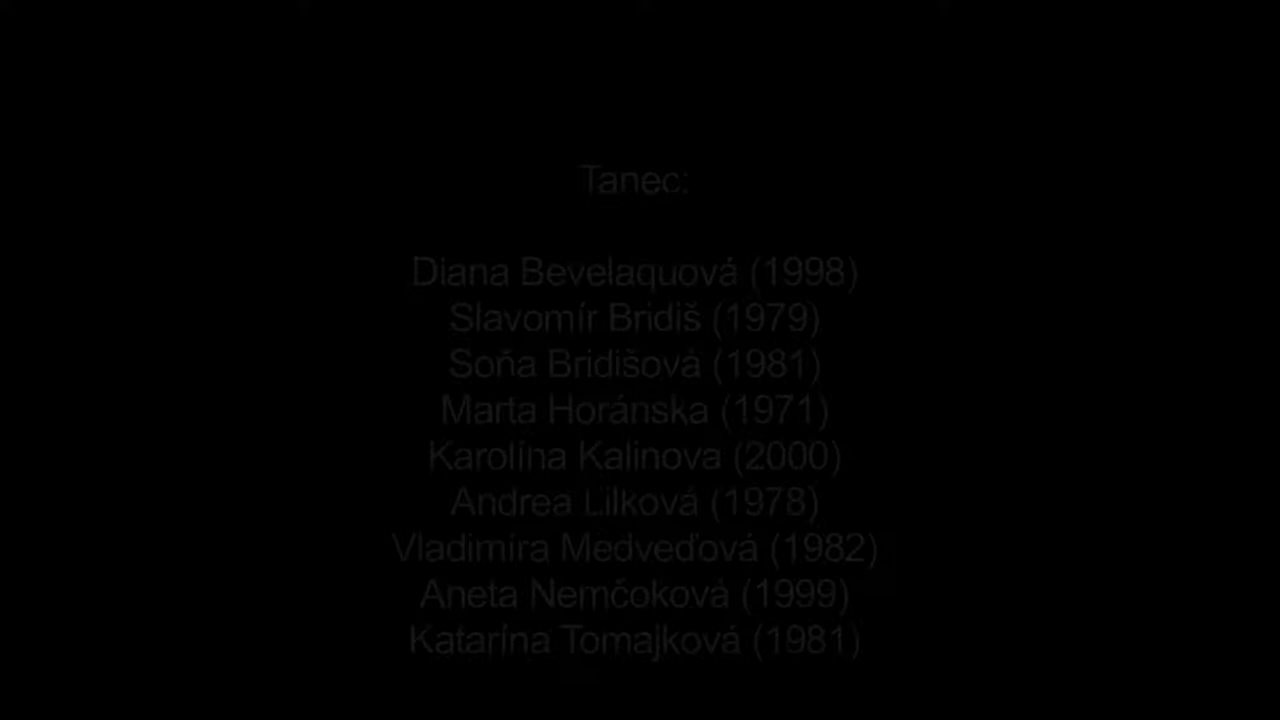 Tanec:
Diana Bevelaquová (1998)
Slavomír Bridiš (1979)
Soňa Bridišová (1981)
Marta Horánska (1971)
Karolína Kalinova (2000)
Andrea Lilková (1978)
Vladimíra Medveďová (1982)
Aneta Nemčoková (1999)
Katarína Tomajková (1981)